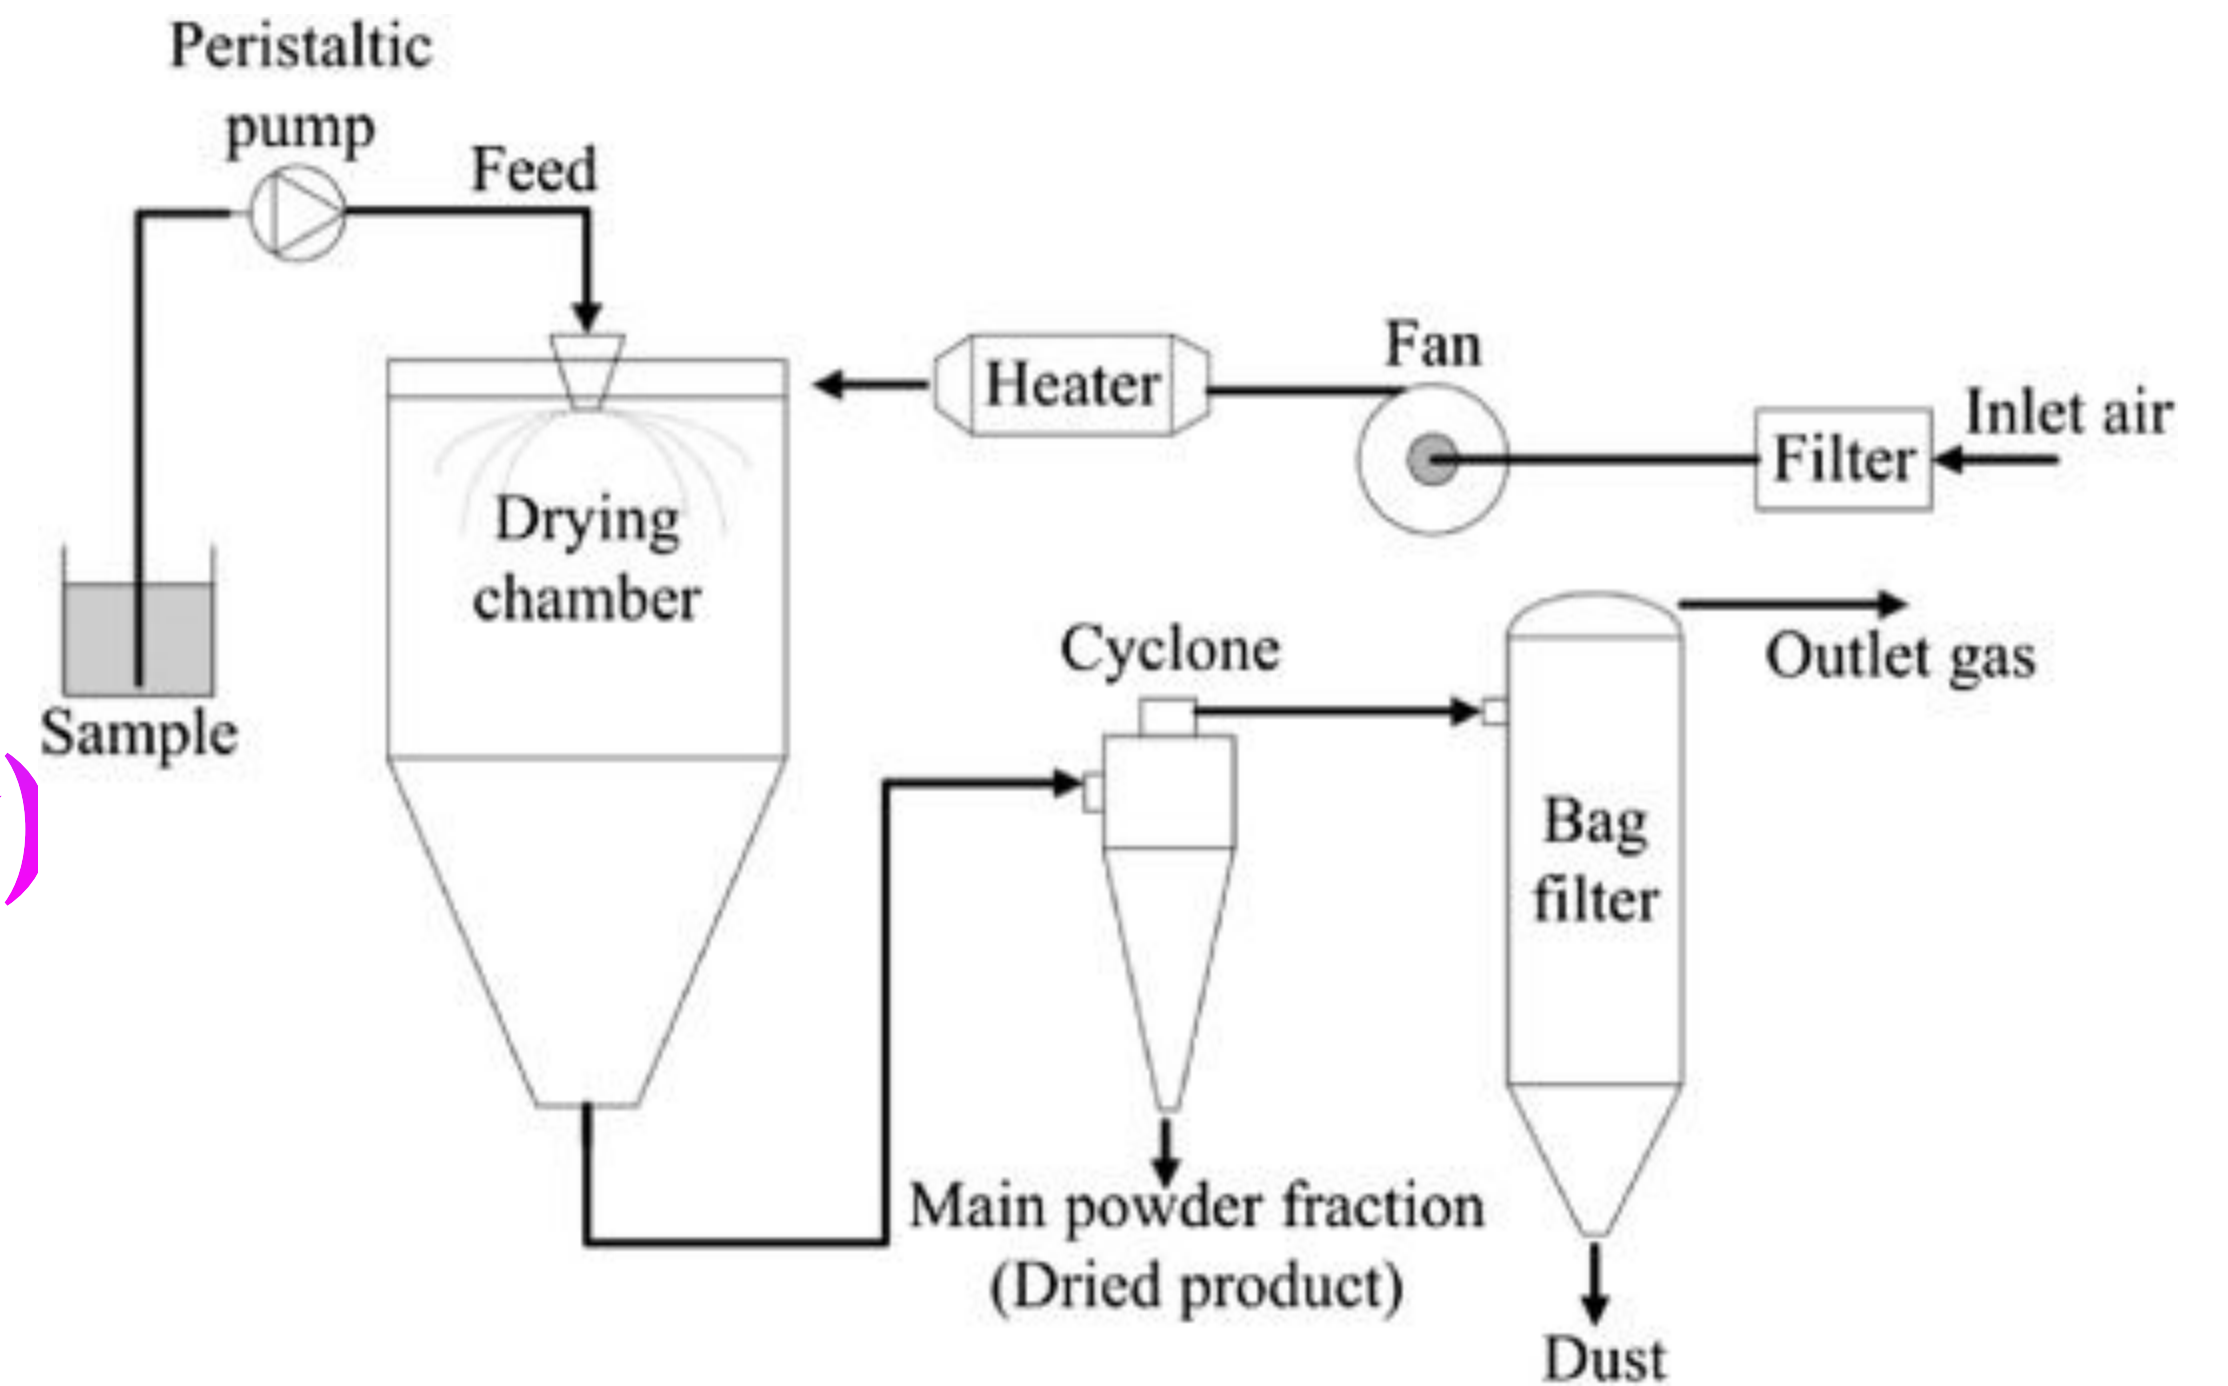 Peristaltic
pump
Feed
Fan
Heater
Inlet air
Filter
Drying
chamber
Sample
Cyclone
Outlet gas
Bag
filter
Main powder fraction
(Dried product)
Dust
)